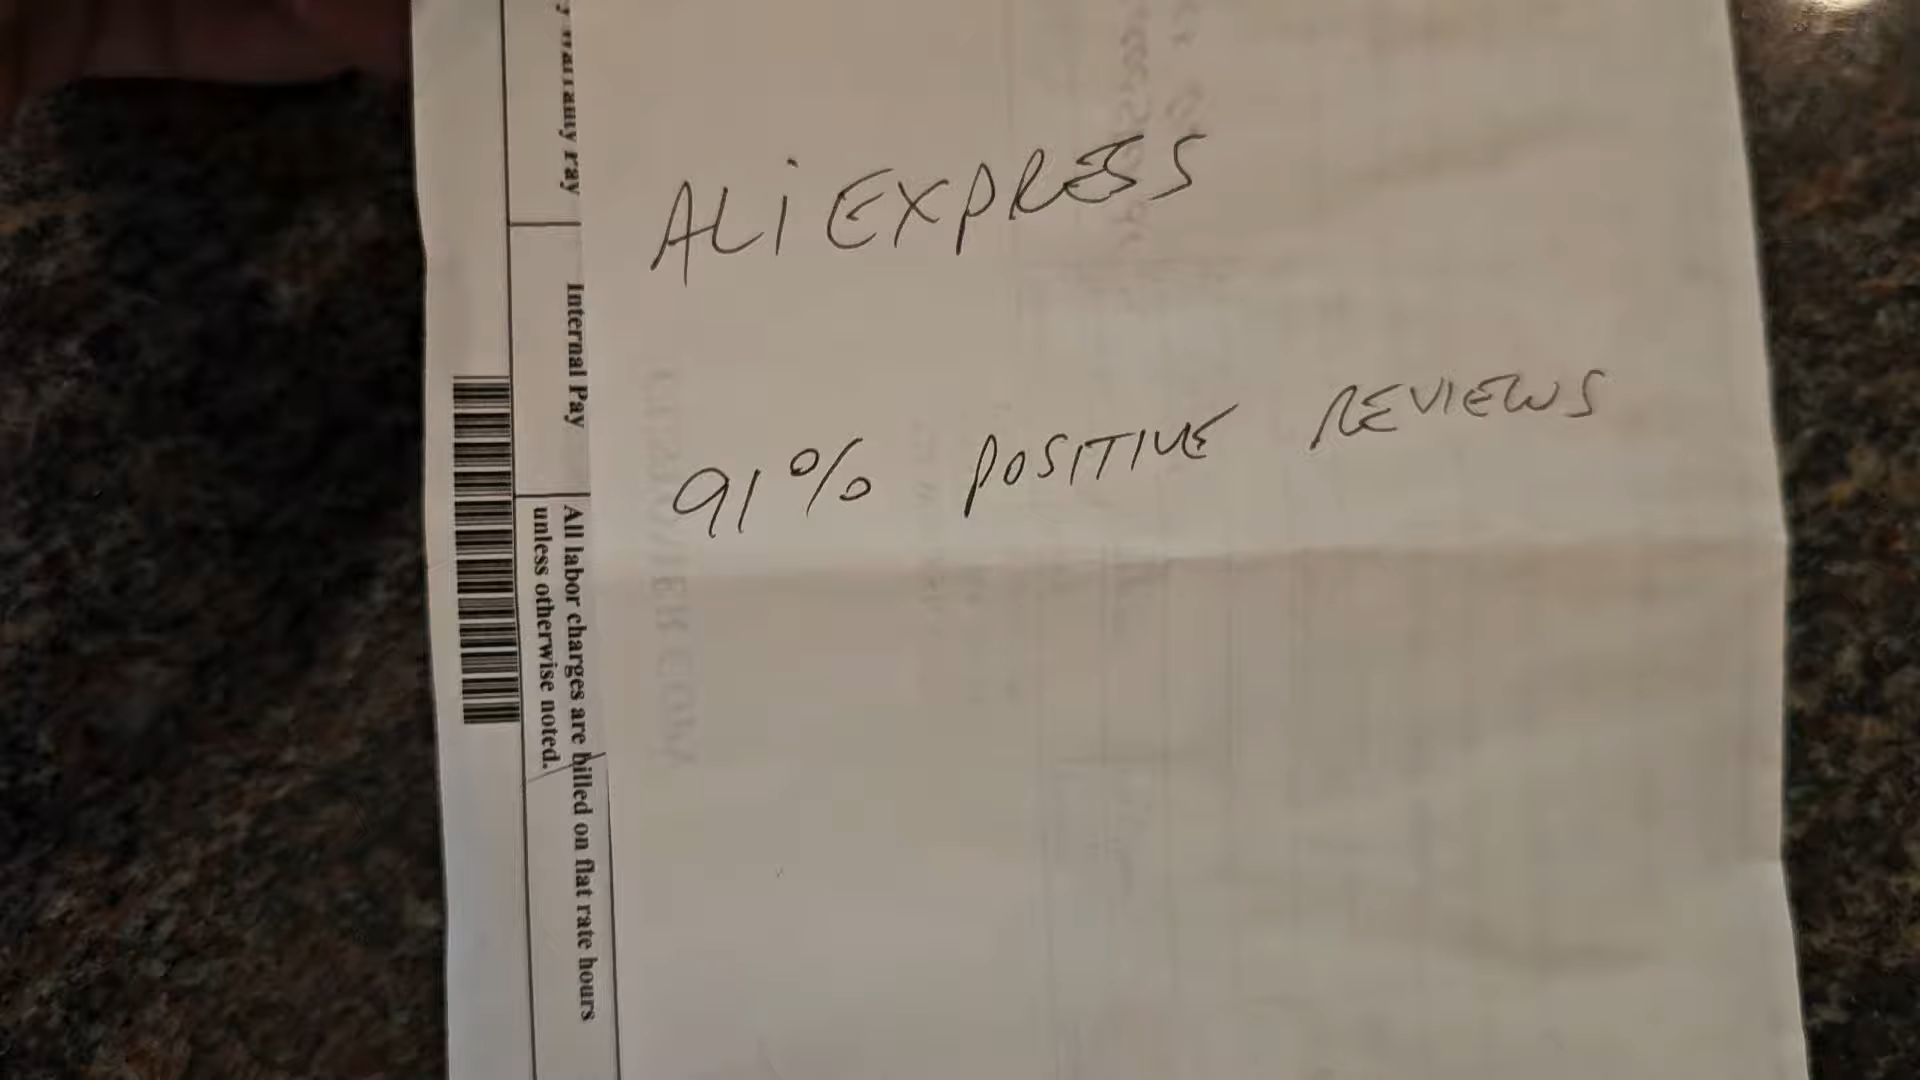 ALiEXPRESS
91% POSITIVE REVIEWS
Internal Pay
All labor charges are billed on flat rate hours
unless otherwise noted.